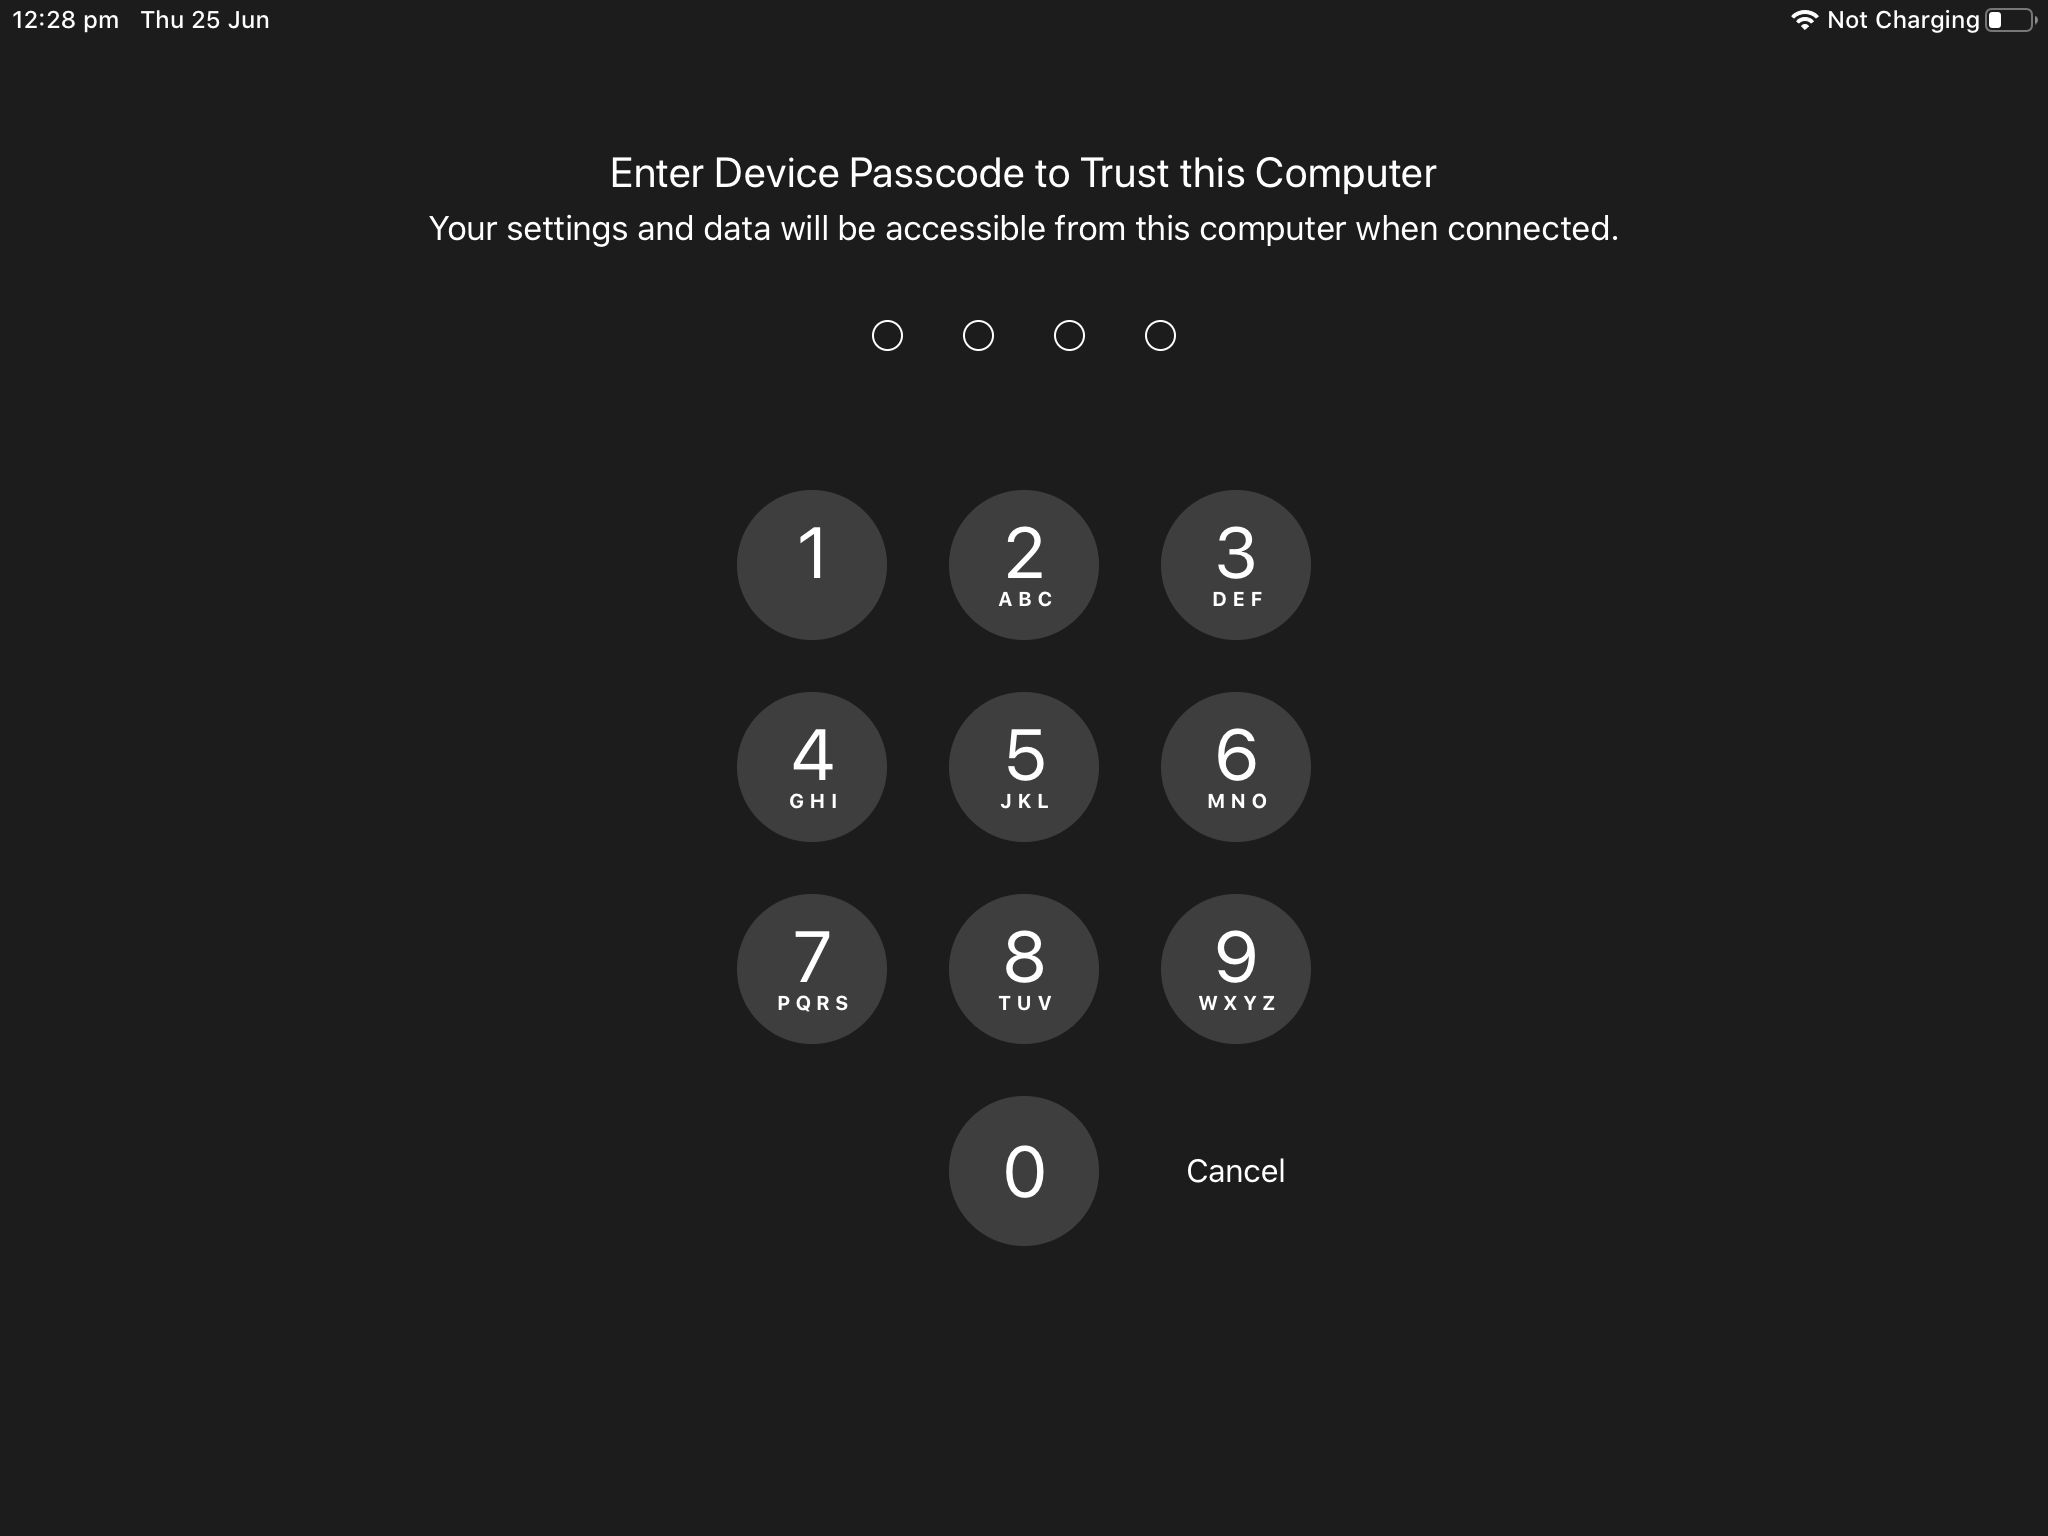 12:28 pm Thu 25 Jun Not Charging
Enter Device Passcode to Trust this Computer
Your settings and data will be accessible from this computer when connected.
1 2 3
ABC DEF
4 5 6
GHI JKL MNO
7 8 9
PQRS TUV WXYZ
0 Cancel